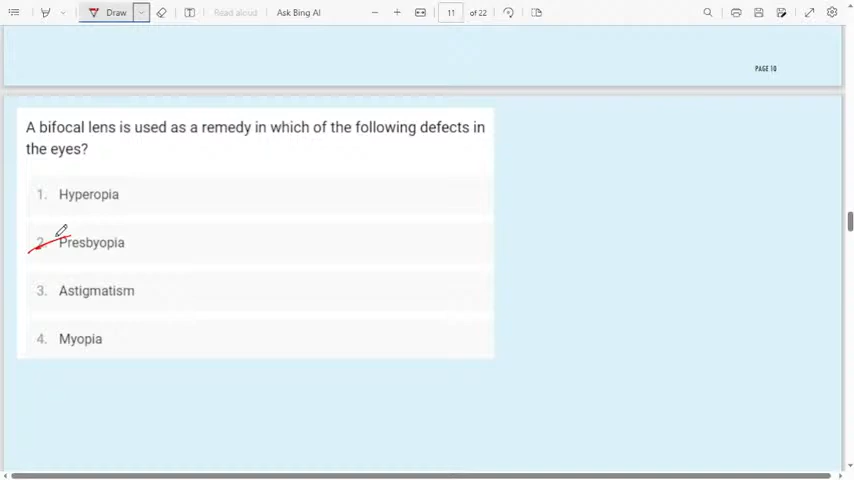 Draw
Read aloud
Ask Bing AI
11 of 22
PAGE 10
A bifocal lens is used as a remedy in which of the following defects in
the eyes?
1. Hyperopia
2. Presbyopia
3. Astigmatism
4. Myopia